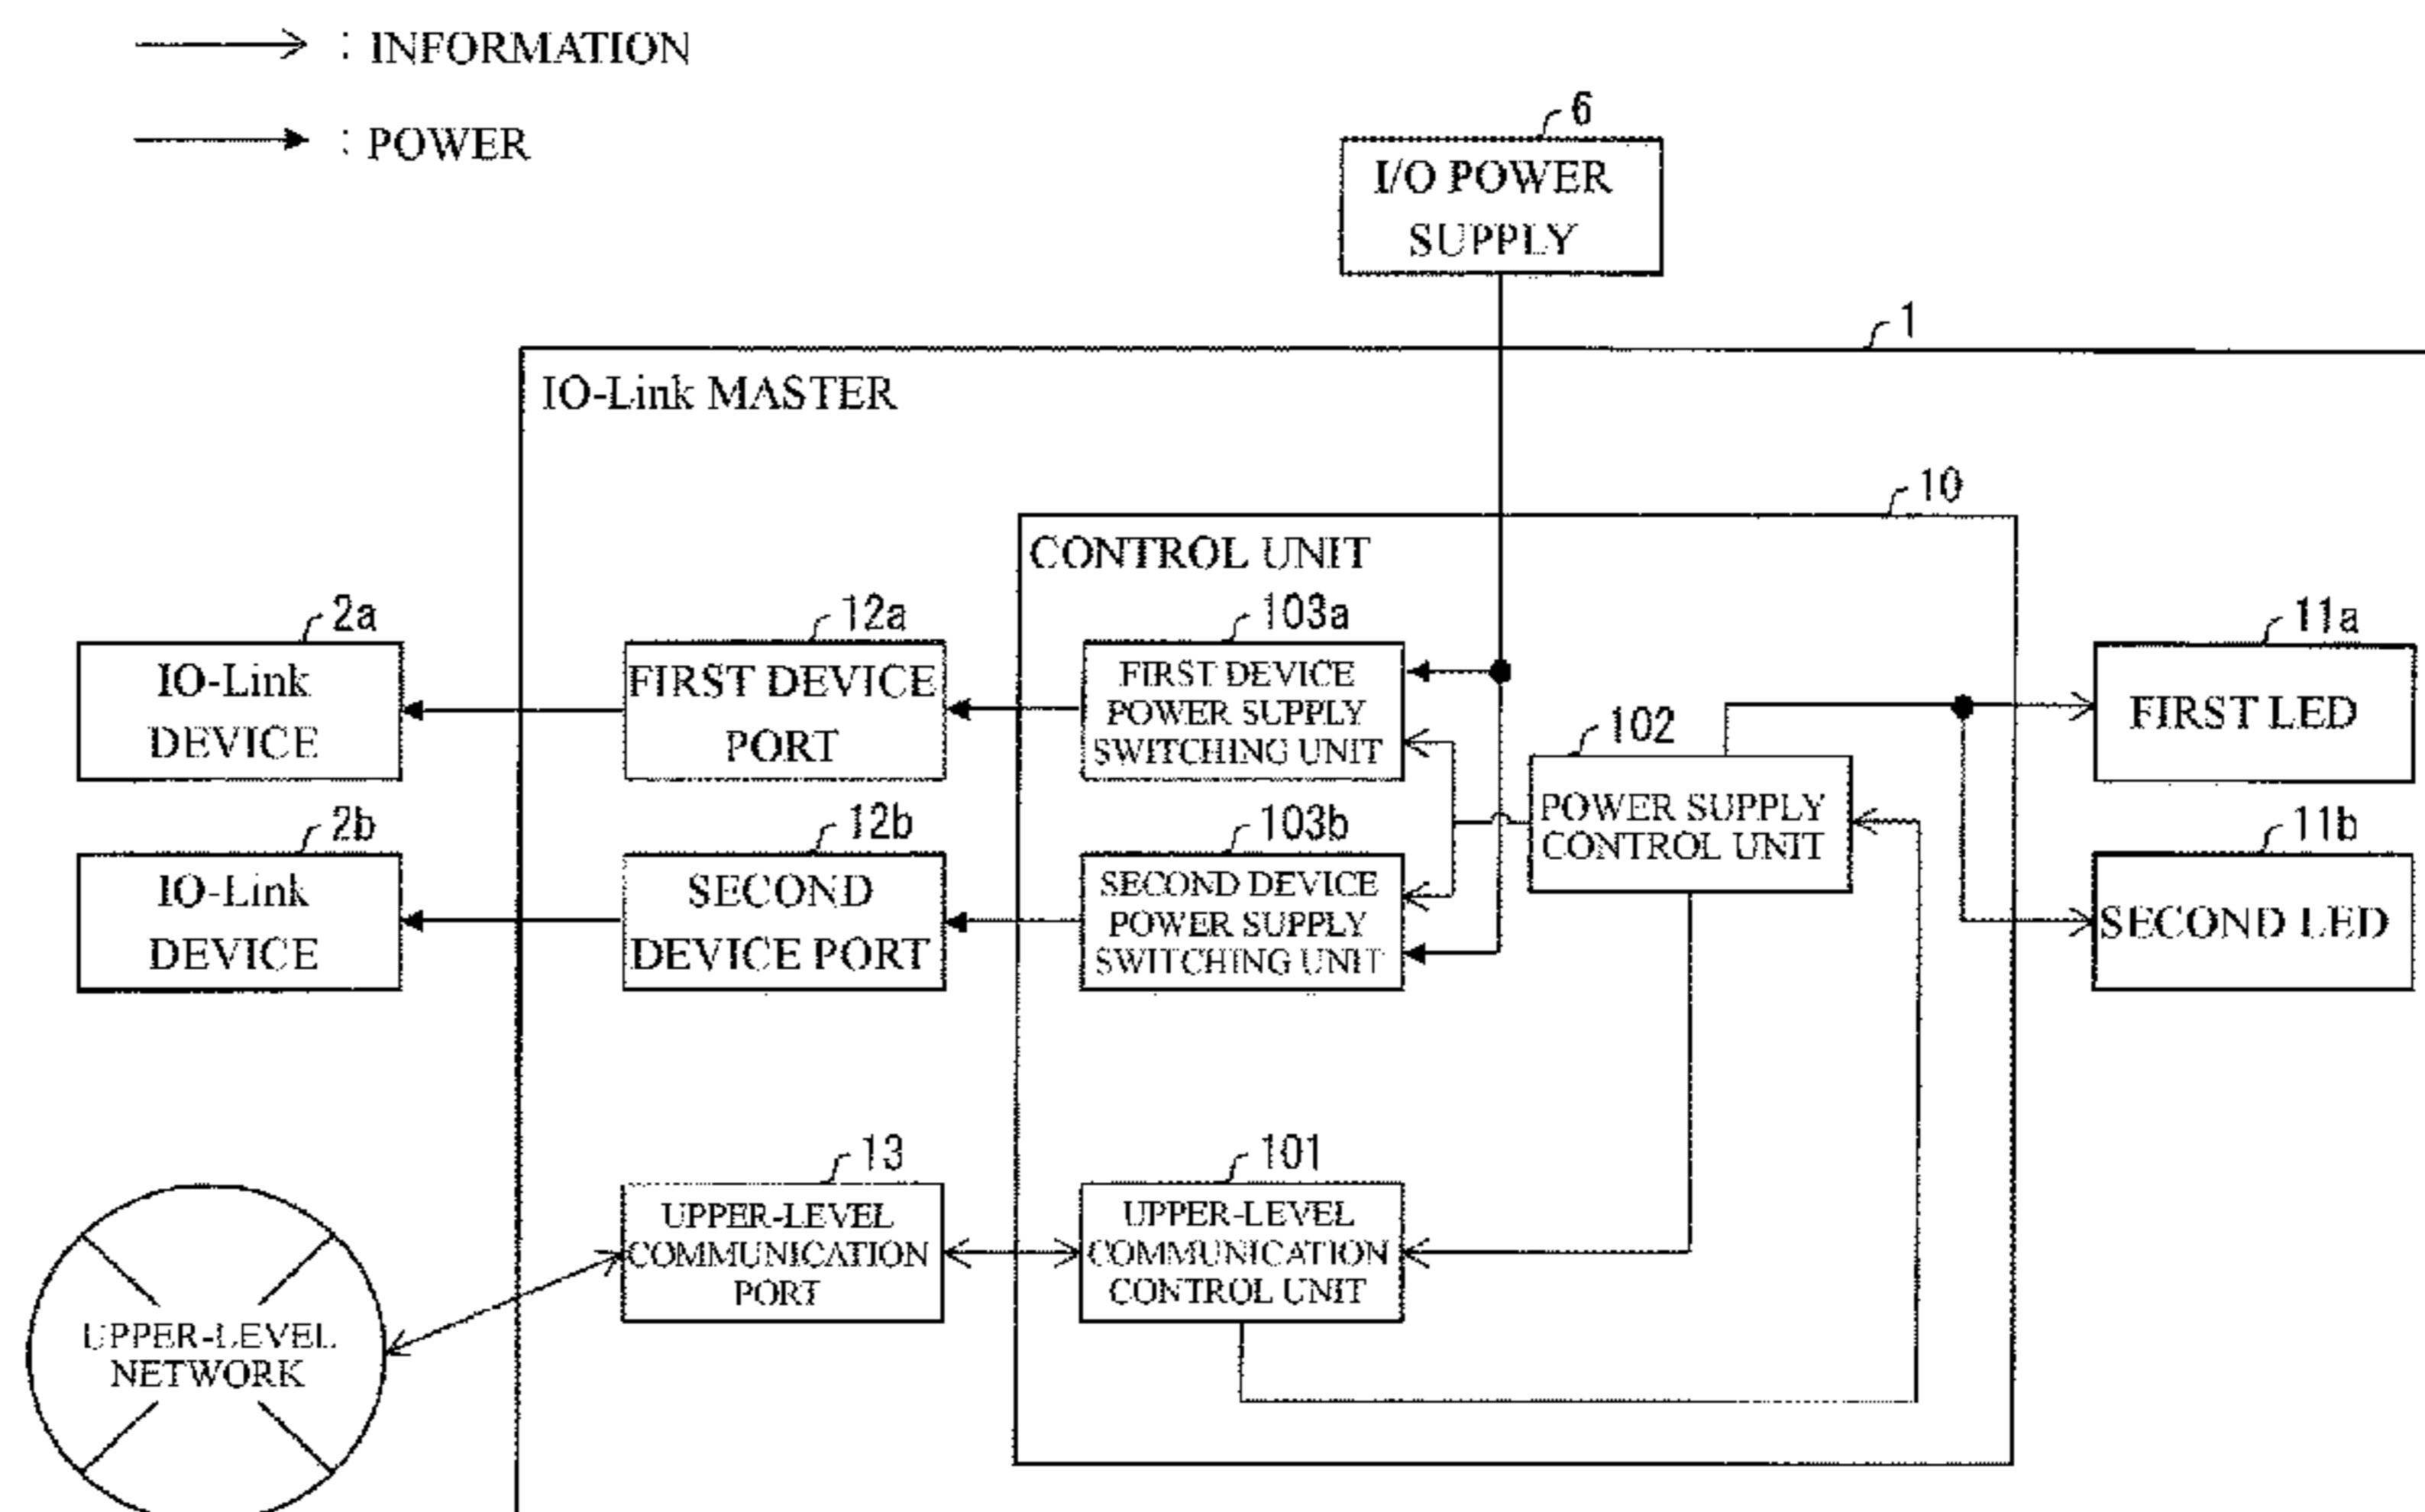 : INFORMATION
: POWER
6
I/O POWER
SUPPLY
1
IO-Link MASTER
10
CONTROL UNIT
2a
IO-Link
DEVICE
12a
FIRST DEVICE
PORT
103a
FIRST DEVICE
POWER SUPPLY
SWITCHING UNIT
102
POWER SUPPLY
CONTROL UNIT
11a
FIRST LED
2b
IO-Link
DEVICE
12b
SECOND
DEVICE PORT
103b
SECOND DEVICE
POWER SUPPLY
SWITCHING UNIT
11b
SECOND LED
13
UPPER-LEVEL
COMMUNICATION
PORT
101
UPPER-LEVEL
COMMUNICATION
CONTROL UNIT
UPPER-LEVEL
NETWORK